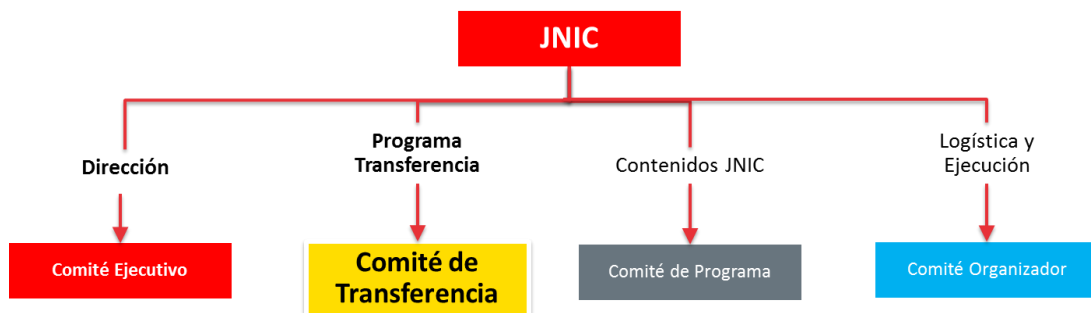 JNIC
Dirección
Programa
Transferencia
Contenidos JNIC
Logística y
Ejecución
Comité Ejecutivo
Comité de
Transferencia
Comité de Programa
Comité Organizador